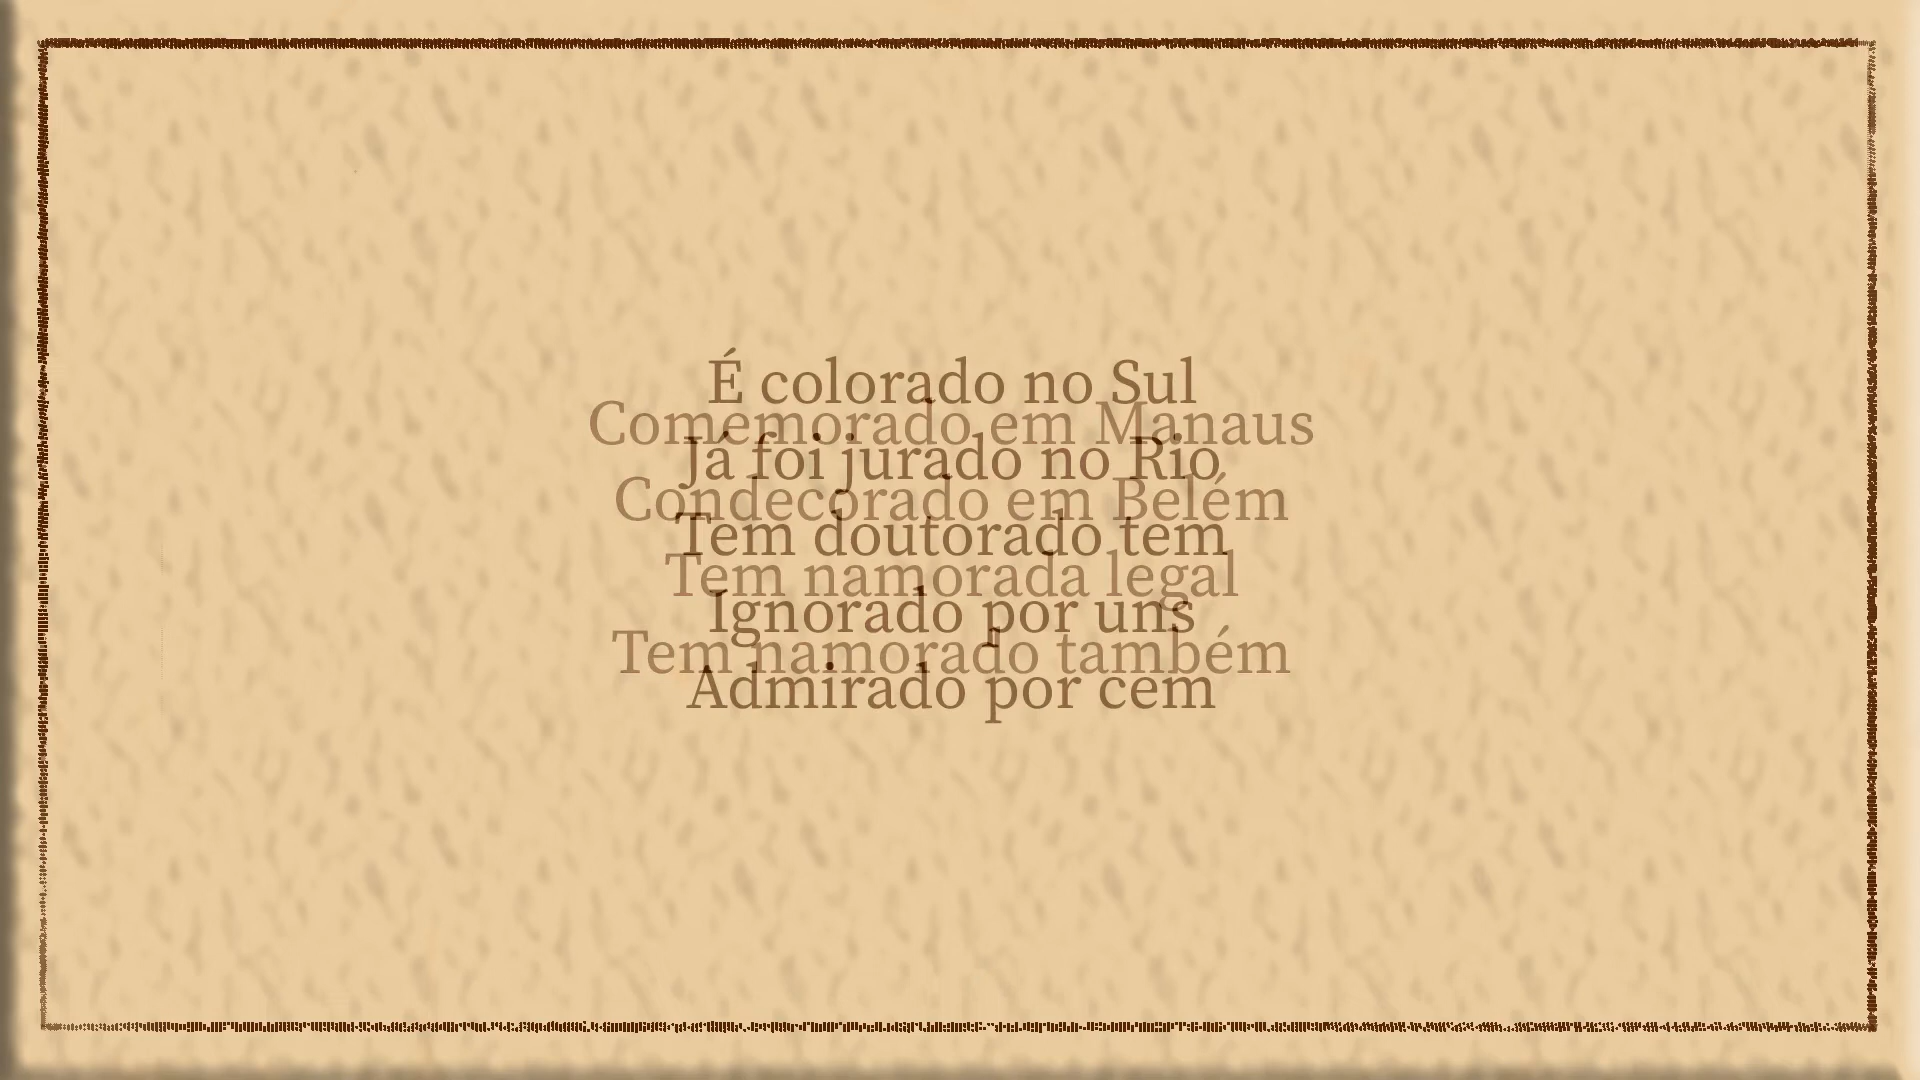 É colorado no Sul
Comemorado em Manaus
Já foi jurado no Rio
Condecorado em Belém
Tem doutorado tem
Tem namorada legal
Ignorado por uns
Tem namorado também
Admirado por cem